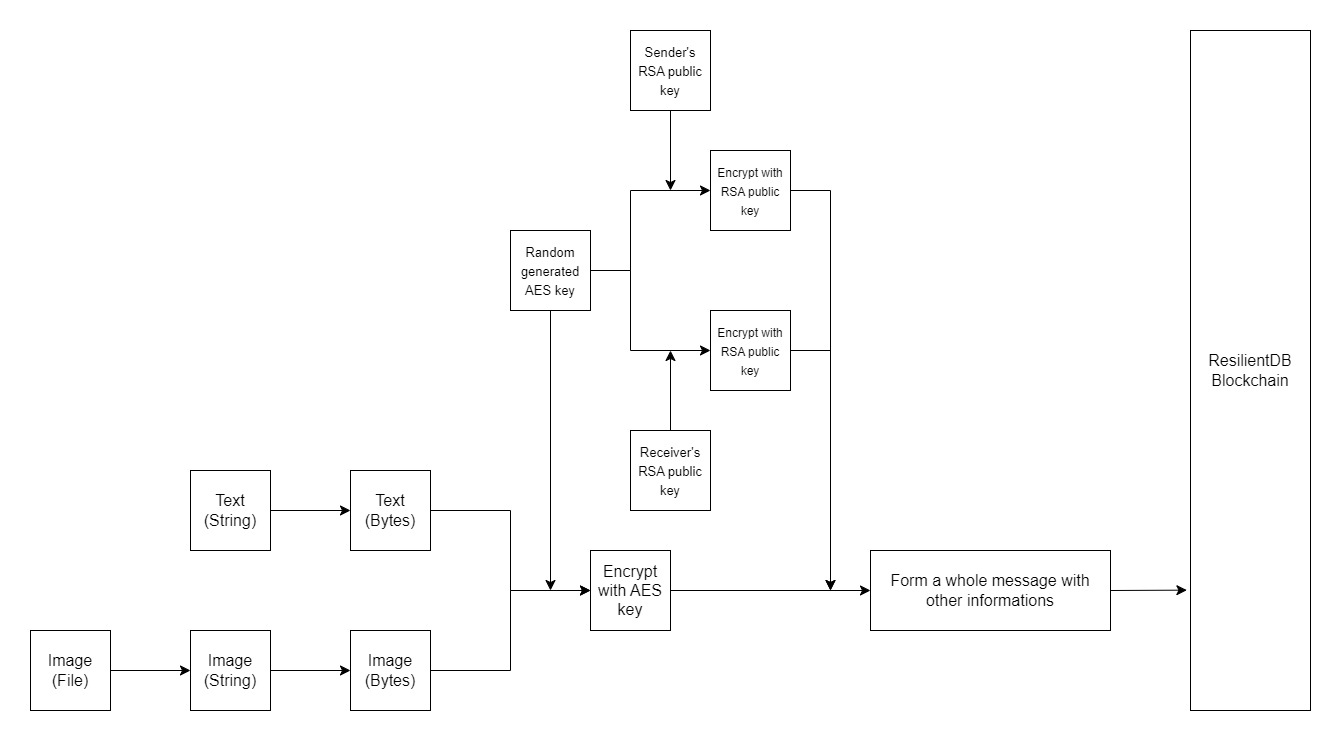 Sender's
RSA public
key
Encrypt with
RSA public
key
Random
generated
AES key
Encrypt with
RSA public
key
ResilientDB
Blockchain
Receiver's
RSA public
key
Text
(String)
Text
(Bytes)
Encrypt
with AES
key
Form a whole message with
other informations
Image
(File)
Image
(String)
Image
(Bytes)